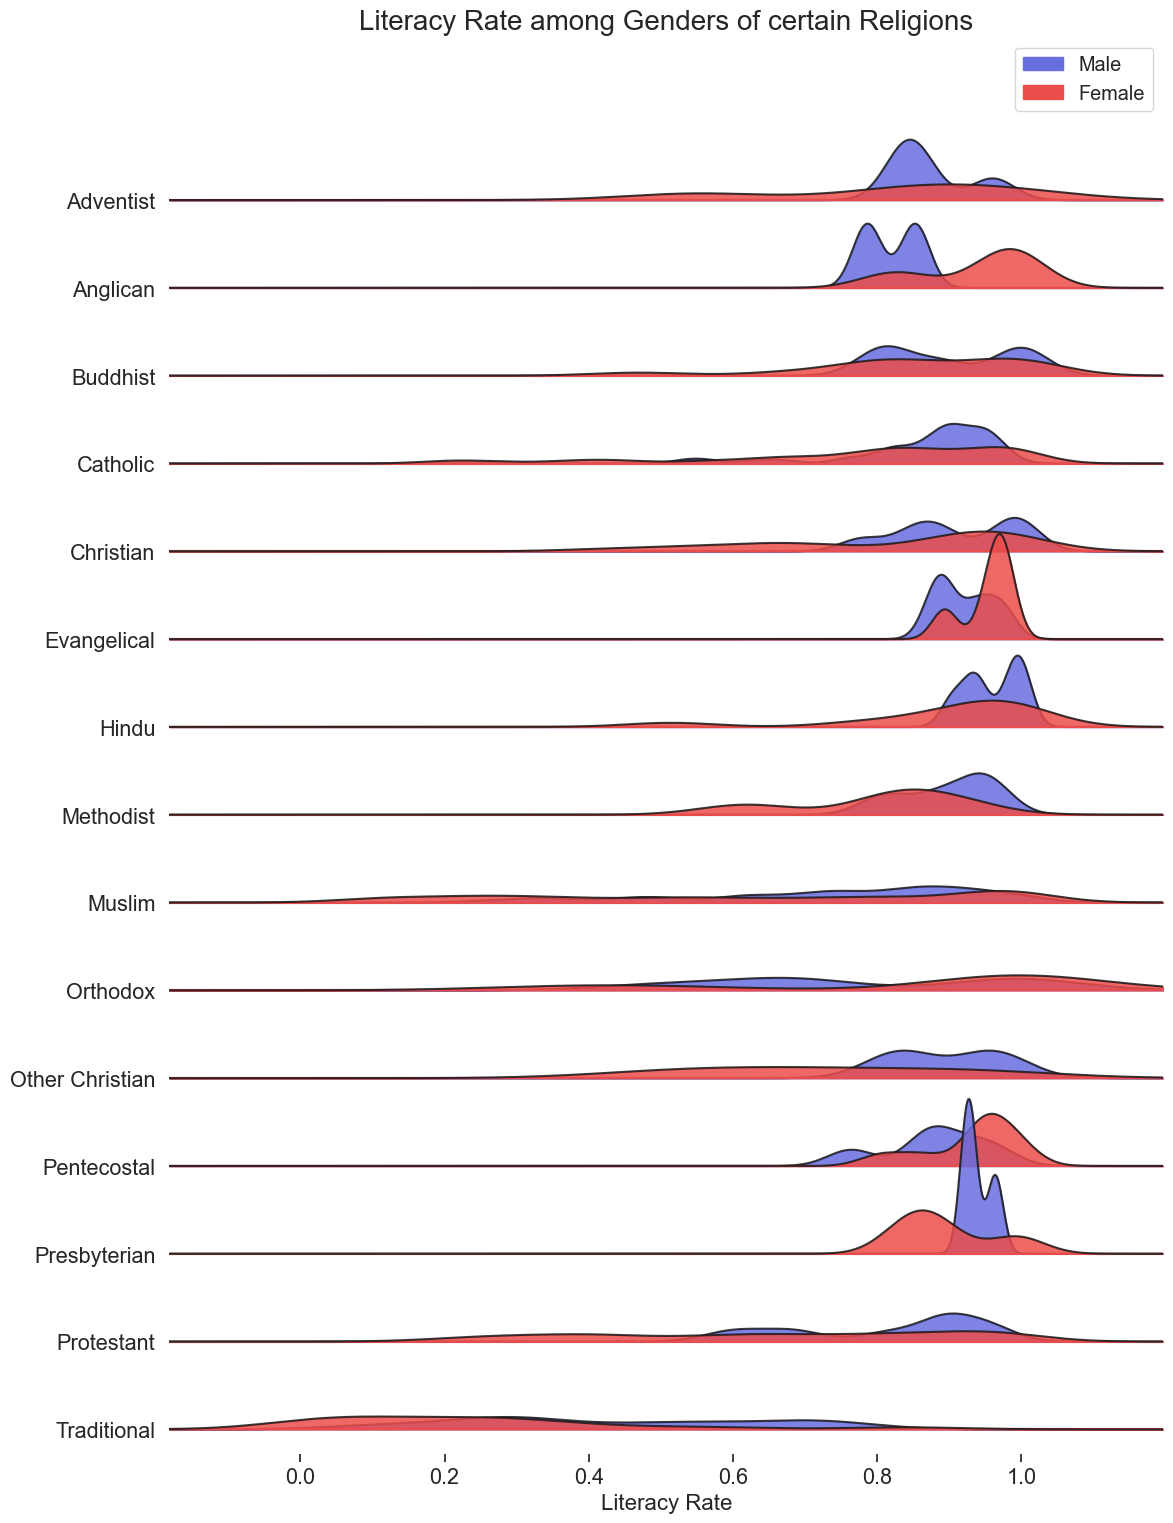 Literacy Rate among Genders of certain Religions
Male
Female
Adventist
Anglican
Buddhist
Catholic
Christian
Evangelical
Hindu
Methodist
Muslim
Orthodox
Other Christian
Pentecostal
Presbyterian
Protestant
Traditional
0.0 0.2 0.4 0.6 0.8 1.0
Literacy Rate